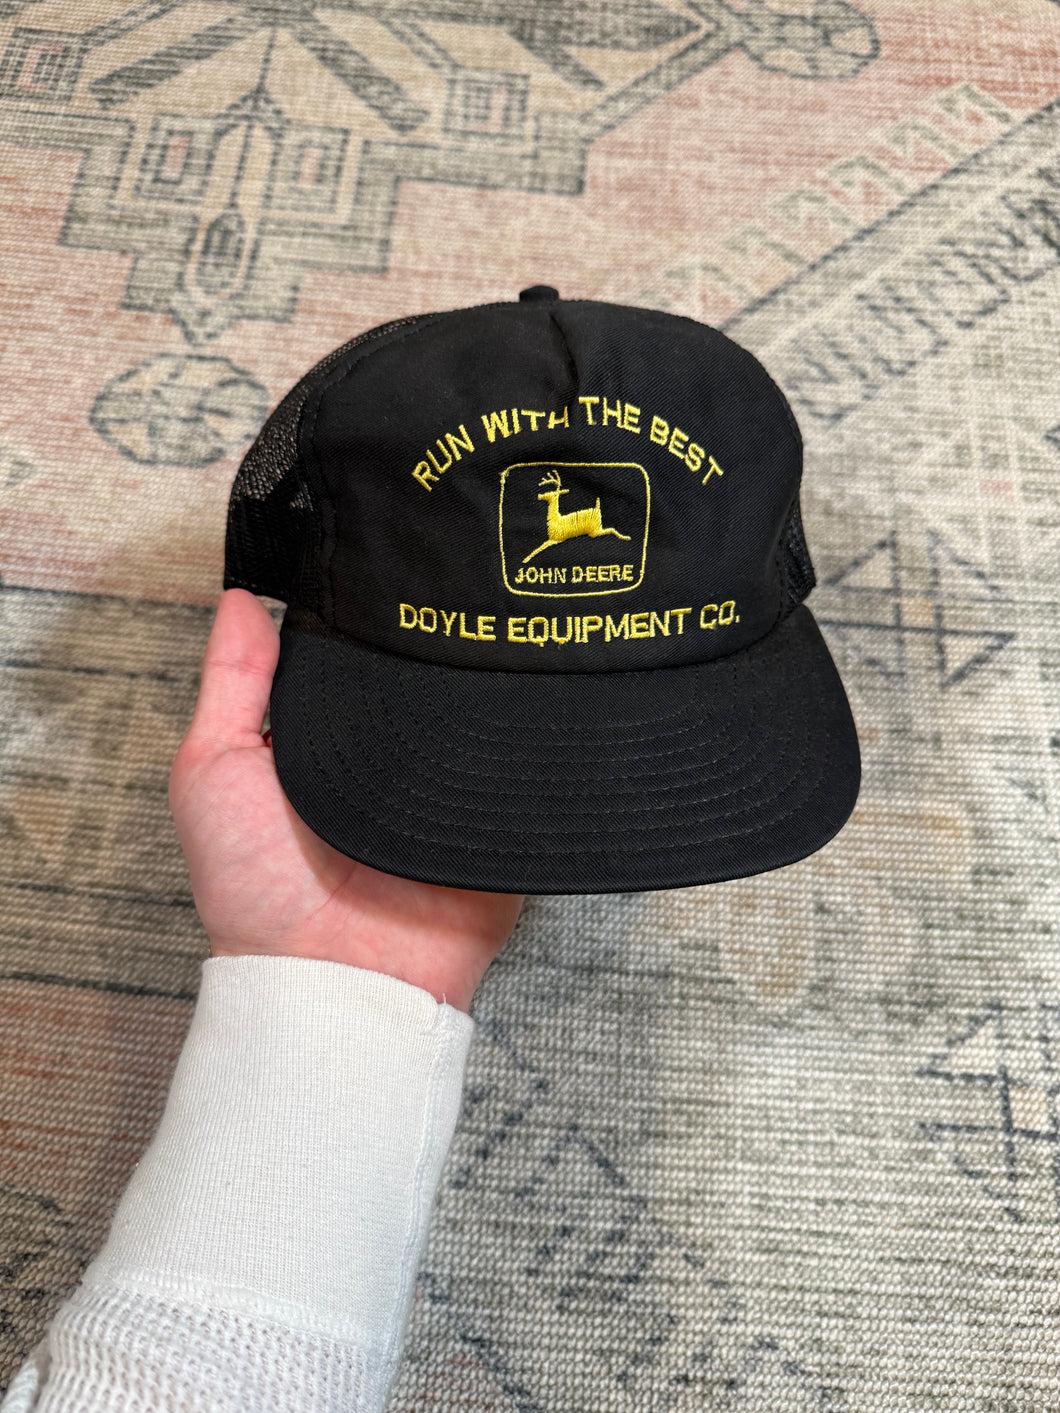 RUN WITH THE BEST
JOHN DEERE
DOYLE EQUIPMENT CO.